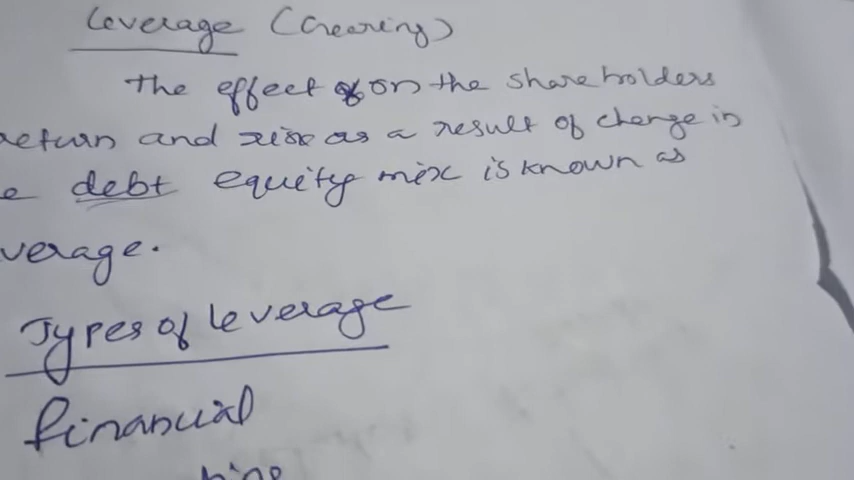 Leverage (Gearing)
The effect on the shareholders
return and risk as a result of change in
e debt equity mix is known as
verage.
Types of leverage
financial